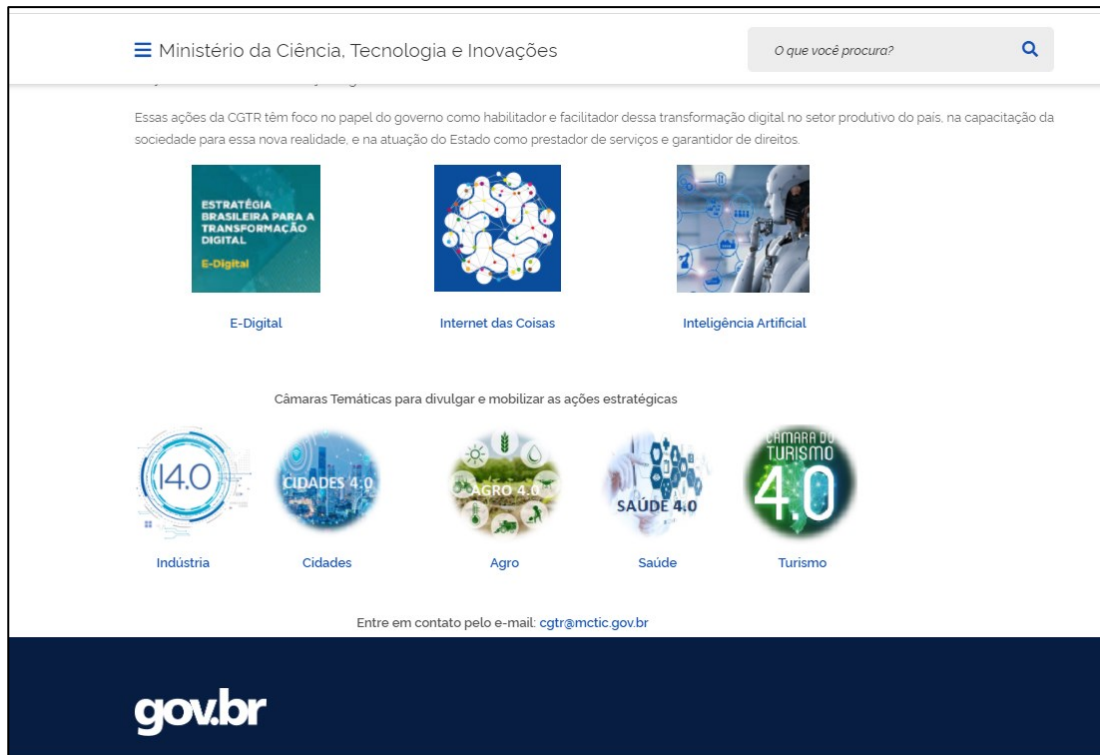 Ministério da Ciência, Tecnologia e Inovações
O que você procura?
Essas ações da CGTR têm foco no papel do governo como habilitador e facilitador dessa transformação digital no setor produtivo do país, na capacitação da
sociedade para essa nova realidade, e na atuação do Estado como prestador de serviços e garantidor de direitos.
ESTRATÉGIA
BRASILEIRA PARA A
TRANSFORMAÇÃO
DIGITAL
E-Digital
E-Digital
Internet das Coisas
Inteligência Artificial
Câmaras Temáticas para divulgar e mobilizar as ações estratégicas
I4.0
CIDADES 4.0
AGRO 4.0
SAÚDE 4.0
CÂMARA DO
TURISMO
4.0
Indústria
Cidades
Agro
Saúde
Turismo
Entre em contato pelo e-mail: cgtr@mctic.gov.br
gov.br